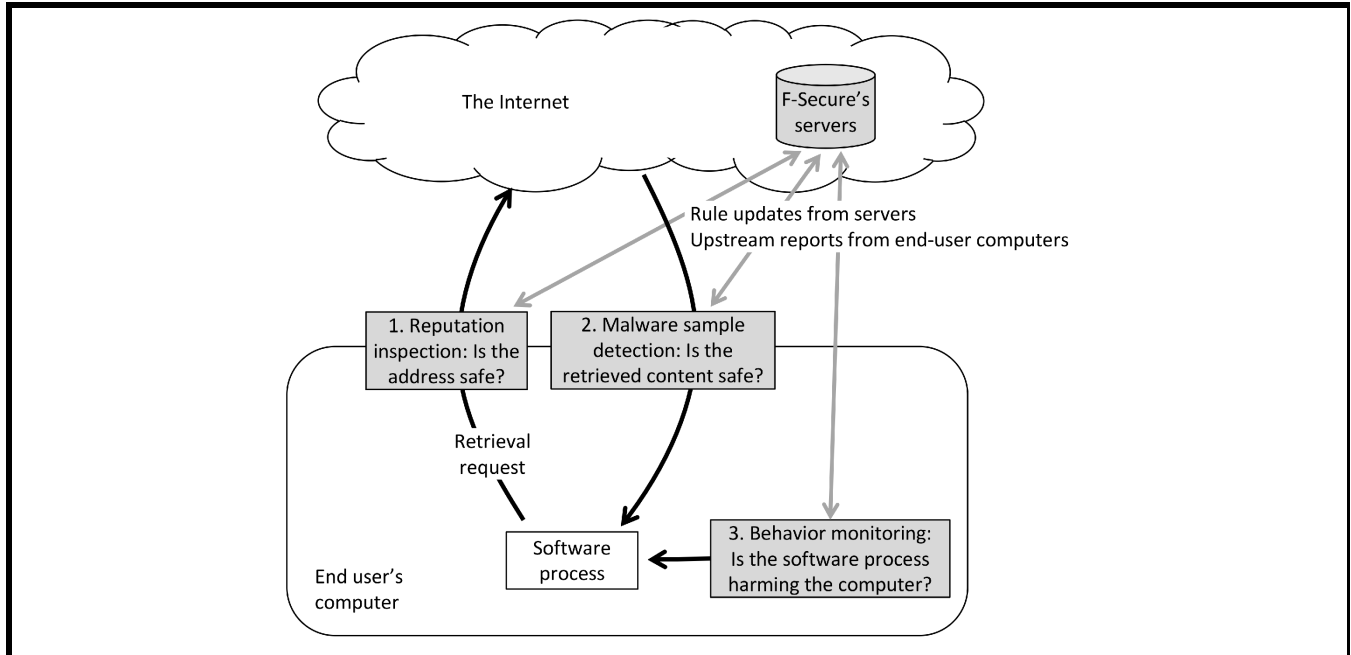 The Internet
F-Secure's
servers
Rule updates from servers
Upstream reports from end-user computers
1. Reputation
inspection: Is the
address safe?
2. Malware sample
detection: Is the
retrieved content safe?
Retrieval
request
Software
process
3. Behavior monitoring:
Is the software process
harming the computer?
End user's
computer